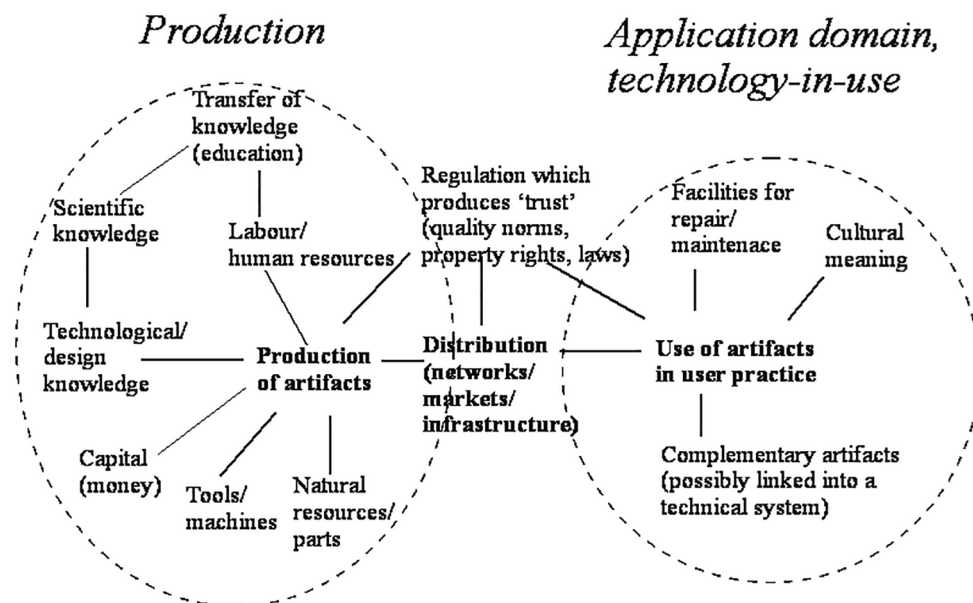 Production
Application domain,
technology-in-use
Transfer of
knowledge
(education)
Scientific
knowledge
Labour/
human resources
Regulation which
produces ‘trust’
(quality norms,
property rights, laws)
Facilities for
repair/
maintenace
Cultural
meaning
Technological/
design
knowledge
Production
of artifacts
Distribution
(networks/
markets/
infrastructure)
Use of artifacts
in user practice
Capital
(money)
Tools/
machines
Natural
resources/
parts
Complementary artifacts
(possibly linked into a
technical system)